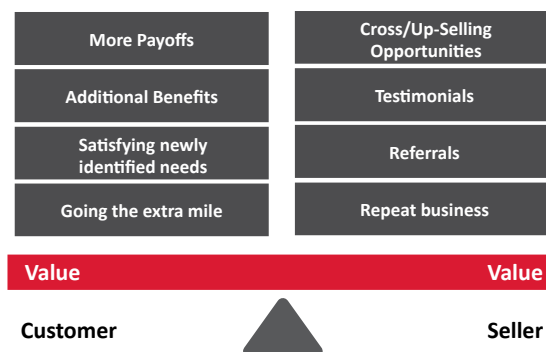 More Payoffs
Additional Benefits
Satisfying newly
identified needs
Going the extra mile
Cross/Up-Selling
Opportunities
Testimonials
Referrals
Repeat business
Value
Value
Customer
Seller